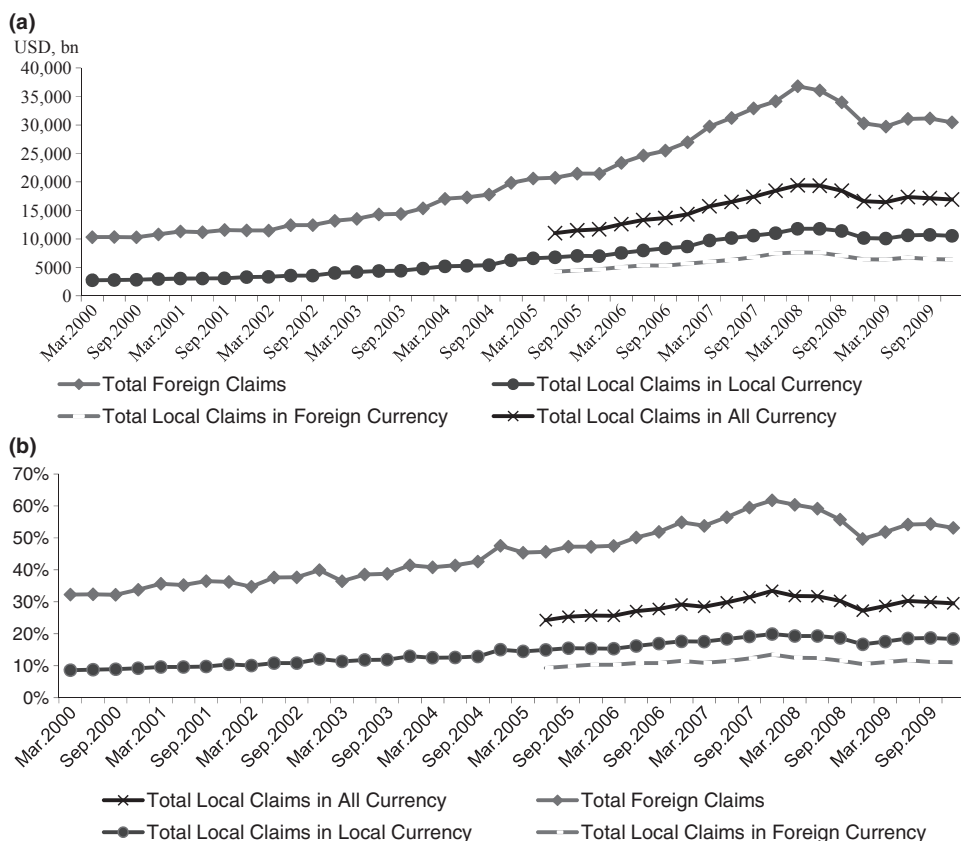 (a)
USD, bn
40,000
35,000
30,000
25,000
20,000
15,000
10,000
5000
0
Mar.2000
Sep.2000
Mar.2001
Sep.2001
Mar.2002
Sep.2002
Mar.2003
Sep.2003
Mar.2004
Sep.2004
Mar.2005
Sep.2005
Mar.2006
Sep.2006
Mar.2007
Sep.2007
Mar.2008
Sep.2008
Mar.2009
Sep.2009
Total Foreign Claims
Total Local Claims in Local Currency
Total Local Claims in Foreign Currency
Total Local Claims in All Currency
(b)
70%
60%
50%
40%
30%
20%
10%
0%
Mar.2000
Sep.2000
Mar.2001
Sep.2001
Mar.2002
Sep.2002
Mar.2003
Sep.2003
Mar.2004
Sep.2004
Mar.2005
Sep.2005
Mar.2006
Sep.2006
Mar.2007
Sep.2007
Mar.2008
Sep.2008
Mar.2009
Sep.2009
Total Local Claims in All Currency
Total Foreign Claims
Total Local Claims in Local Currency
Total Local Claims in Foreign Currency